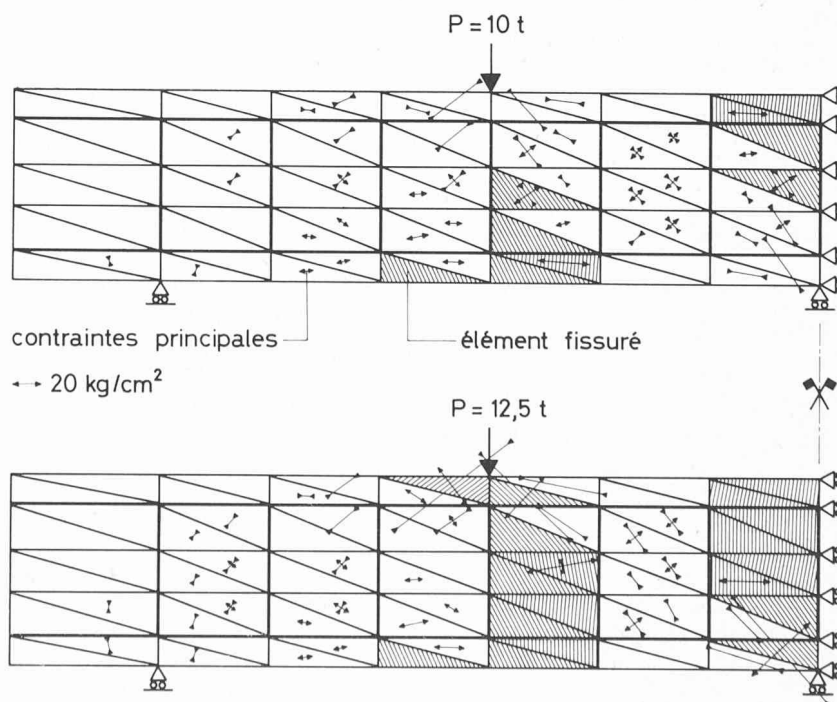 P = 10 t
contraintes principales
élément fissuré
20 kg/cm²
P = 12,5 t